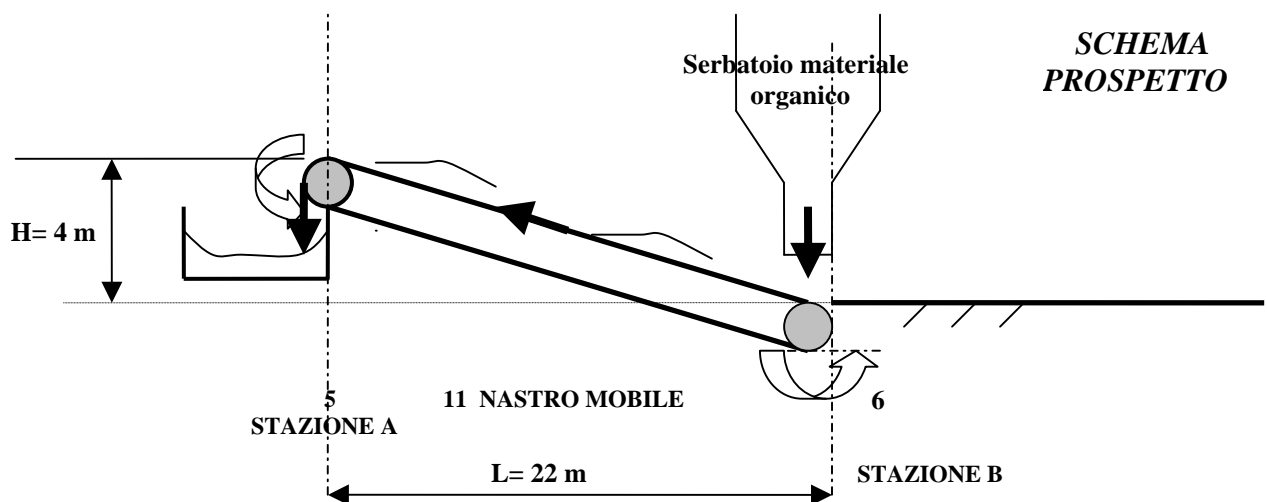 SCHEMA
PROSPETTO
Serbatoio materiale
organico
H= 4 m
5
11 NASTRO MOBILE
6
STAZIONE A
L= 22 m
STAZIONE B